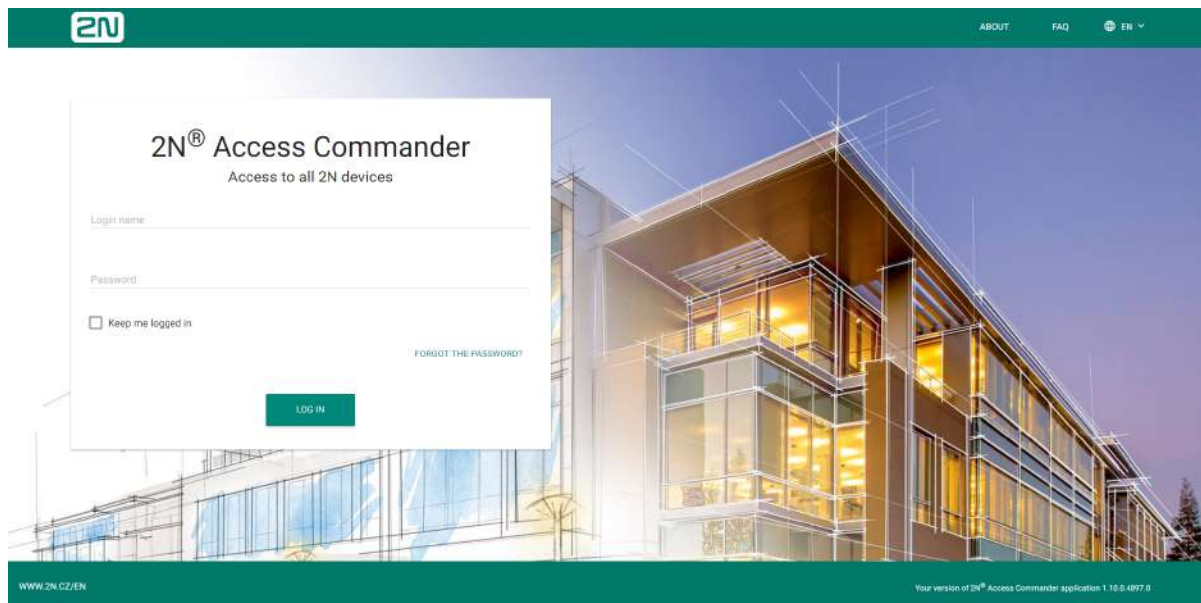 2N
ABOUT
FAQ
EN
2N® Access Commander
Access to all 2N devices
Login name
Password
Keep me logged in
FORGOT THE PASSWORD?
LOG IN
WWW.2N.CZ/EN
Your version of 2N® Access Commander application 1.10.0.4897.0